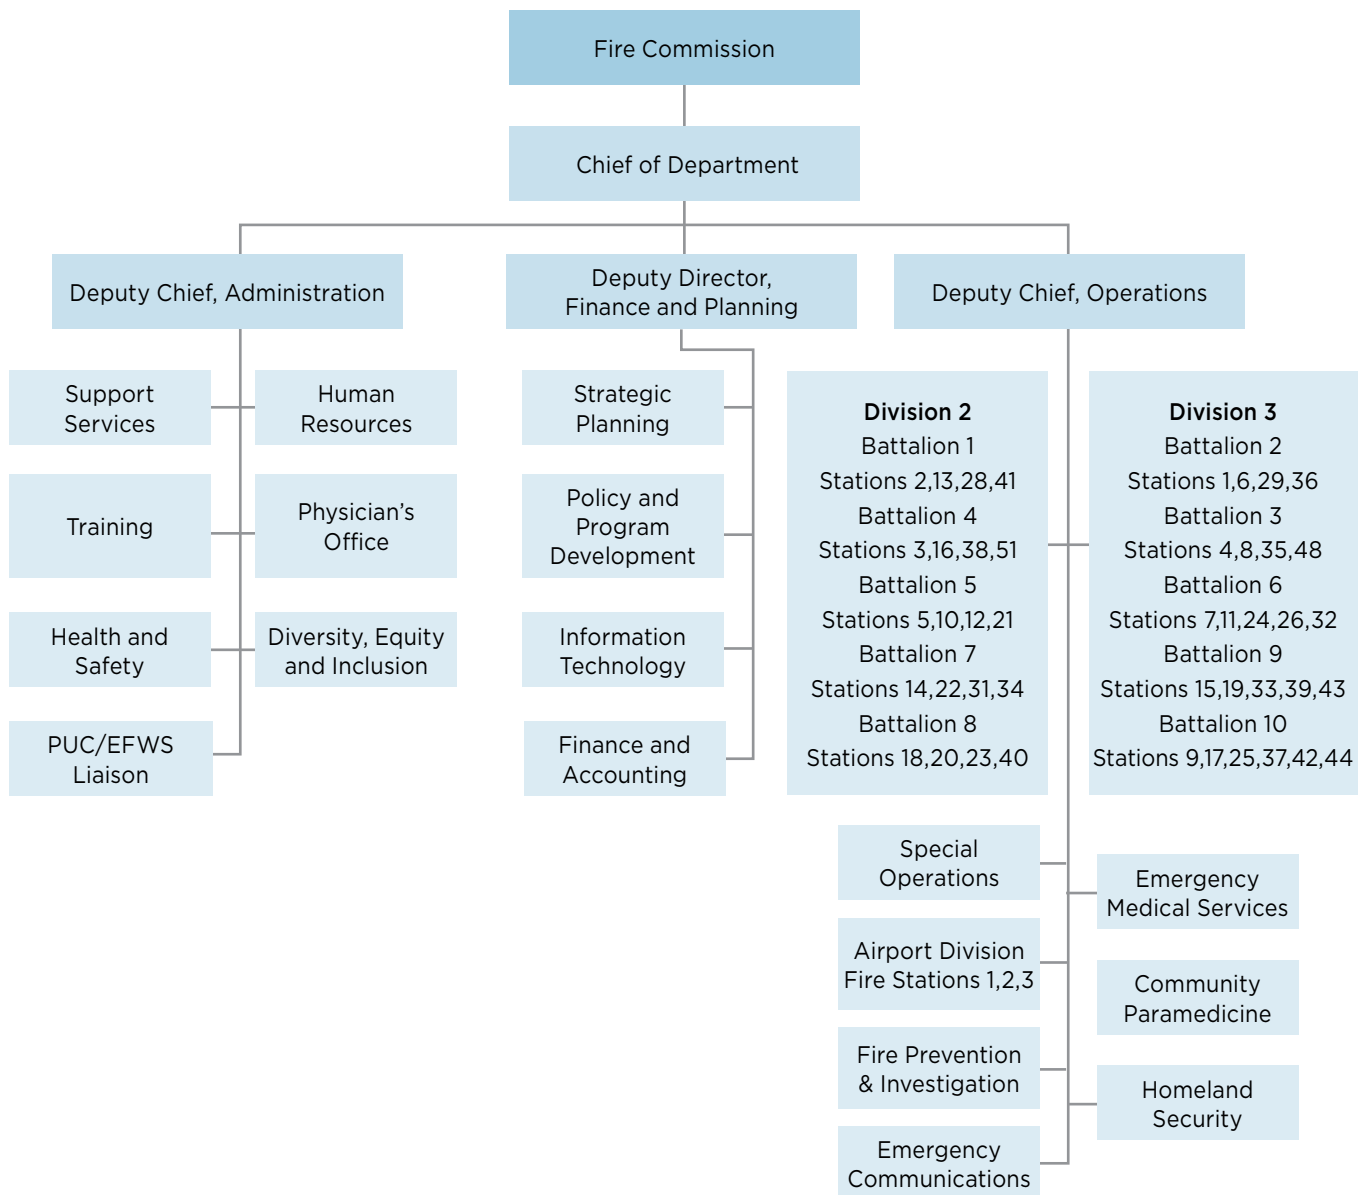 Fire Commission
Chief of Department
Deputy Chief, Administration
Deputy Director,
Finance and Planning
Deputy Chief, Operations
Support
Services
Human
Resources
Training
Physician’s
Office
Health and
Safety
Diversity, Equity
and Inclusion
PUC/EFWS
Liaison
Strategic
Planning
Policy and
Program
Development
Information
Technology
Finance and
Accounting
Division 2
Battalion 1
Stations 2,13,28,41
Battalion 4
Stations 3,16,38,51
Battalion 5
Stations 5,10,12,21
Battalion 7
Stations 14,22,31,34
Battalion 8
Stations 18,20,23,40
Division 3
Battalion 2
Stations 1,6,29,36
Battalion 3
Stations 4,8,35,48
Battalion 6
Stations 7,11,24,26,32
Battalion 9
Stations 15,19,33,39,43
Battalion 10
Stations 9,17,25,37,42,44
Special
Operations
Emergency
Medical Services
Airport Division
Fire Stations 1,2,3
Community
Paramedicine
Fire Prevention
& Investigation
Homeland
Security
Emergency
Communications